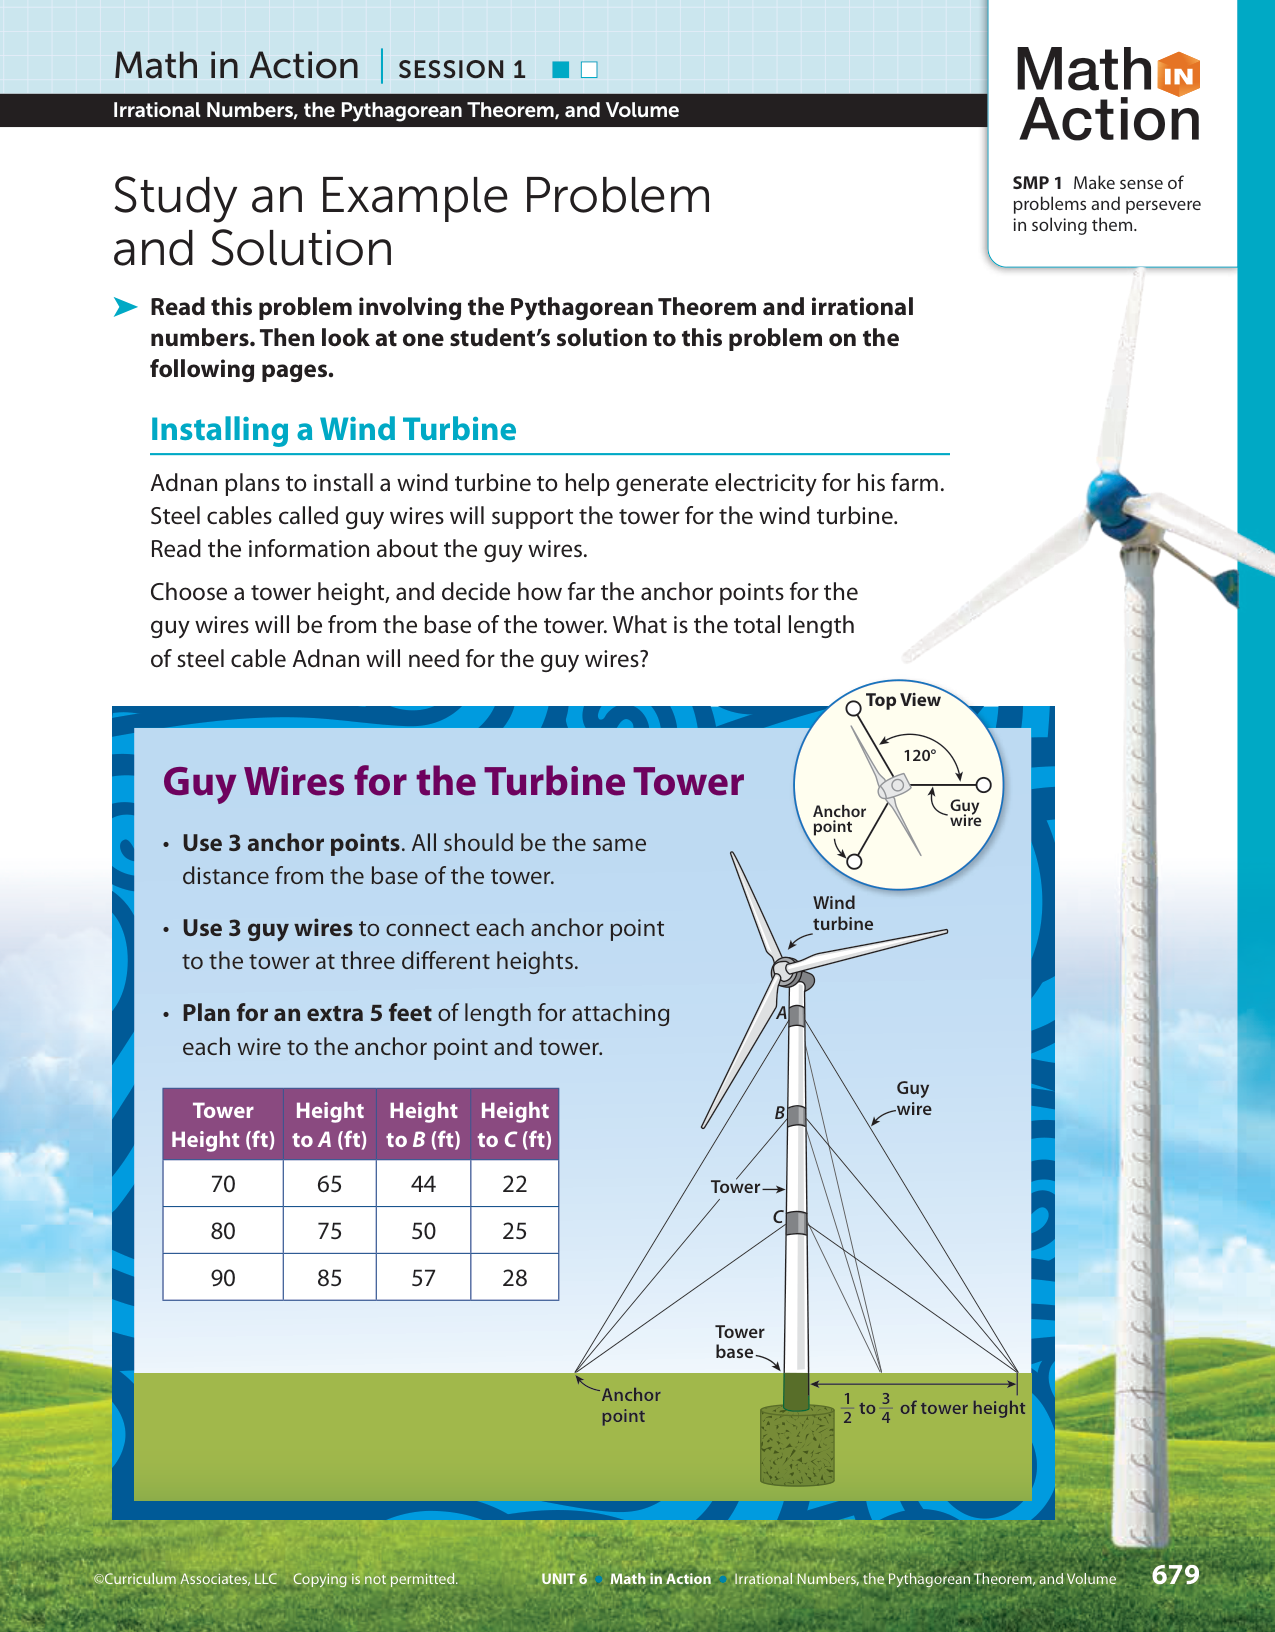 Math in Action | SESSION 1
Irrational Numbers, the Pythagorean Theorem, and Volume
Math IN
Action
SMP 1 Make sense of
problems and persevere
in solving them.
Study an Example Problem
and Solution
Read this problem involving the Pythagorean Theorem and irrational
numbers. Then look at one student’s solution to this problem on the
following pages.
Installing a Wind Turbine
Adnan plans to install a wind turbine to help generate electricity for his farm.
Steel cables called guy wires will support the tower for the wind turbine.
Read the information about the guy wires.
Choose a tower height, and decide how far the anchor points for the
guy wires will be from the base of the tower. What is the total length
of steel cable Adnan will need for the guy wires?
Top View
120°
Anchor
point
Guy
wire
Guy Wires for the Turbine Tower
• Use 3 anchor points. All should be the same
distance from the base of the tower.
• Use 3 guy wires to connect each anchor point
to the tower at three different heights.
• Plan for an extra 5 feet of length for attaching
each wire to the anchor point and tower.
Tower Height (ft) Height to A (ft) Height to B (ft) Height to C (ft)
70 65 44 22
80 75 50 25
90 85 57 28
Wind
turbine
A
Guy
wire
B
Tower
C
Tower
base
Anchor
point
1/2 to 3/4 of tower height
©Curriculum Associates, LLC Copying is not permitted.
UNIT 6 • Math in Action • Irrational Numbers, the Pythagorean Theorem, and Volume 679